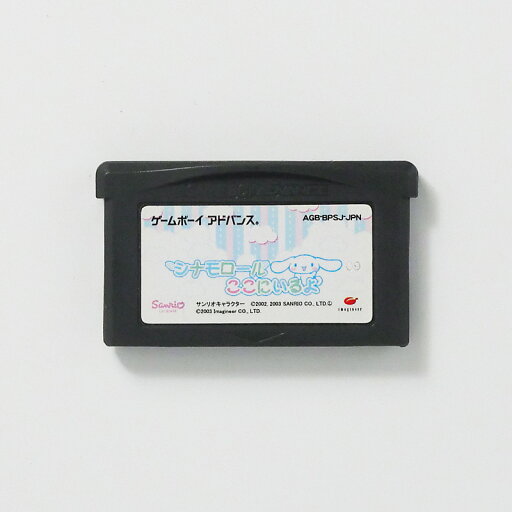 ゲームボーイ アドバンス®
AGB-BPSJ-JPN
シナモロール
ここにいるよ
Sanrio
サンリオキャラクター ©2002, 2003 SANRIO CO., LTD.Ⓛ
©2003 Imagineer CO., LTD.
imagineer